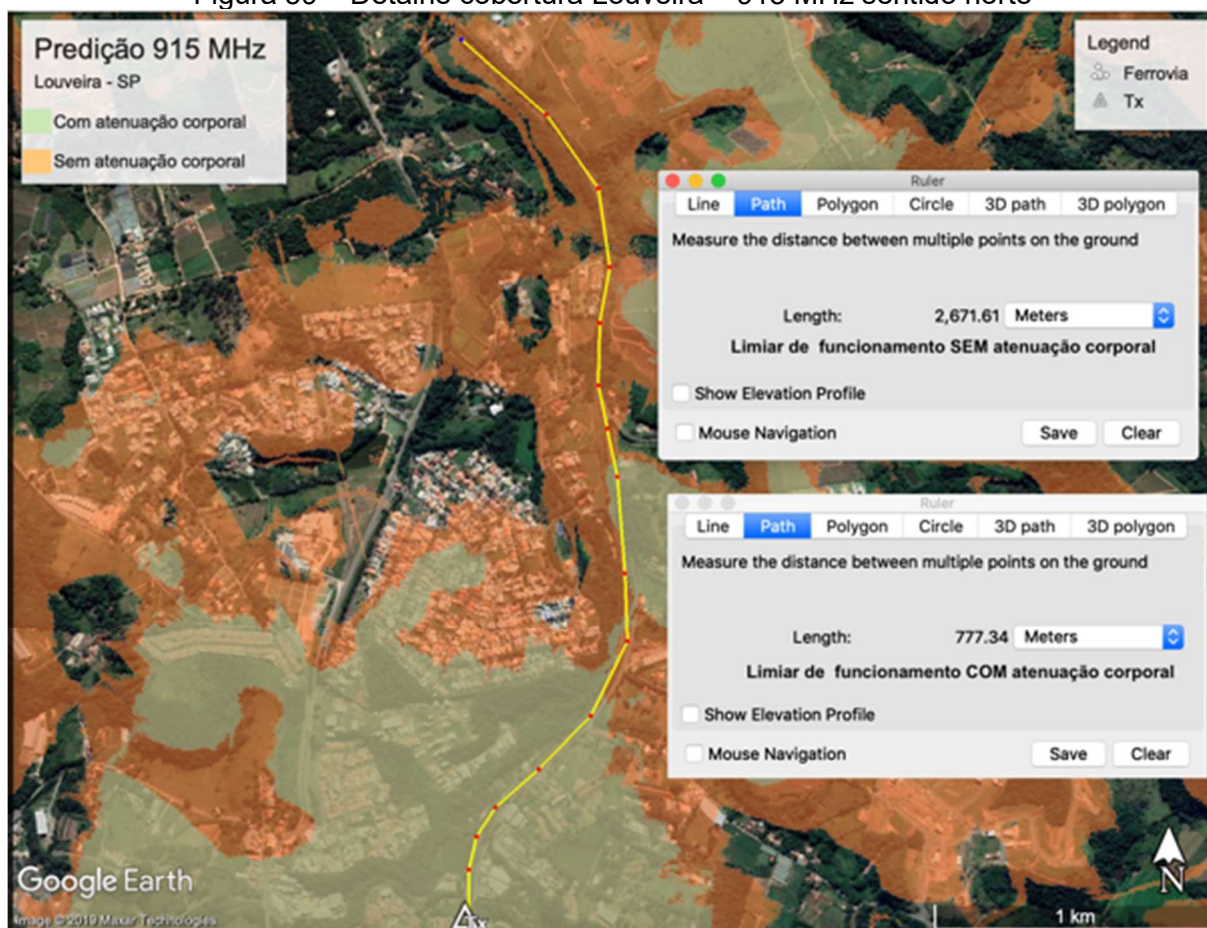 Predição 915 MHz
Louveira - SP
Com atenuação corporal
Sem atenuação corporal
Legend
Ferrovia
Tx
Ruler
Line Path Polygon Circle 3D path 3D polygon
Measure the distance between multiple points on the ground
Length: 2,671.61 Meters
Limiar de funcionamento SEM atenuação corporal
Show Elevation Profile
Mouse Navigation Save Clear
Ruler
Line Path Polygon Circle 3D path 3D polygon
Measure the distance between multiple points on the ground
Length: 777.34 Meters
Limiar de funcionamento COM atenuação corporal
Show Elevation Profile
Mouse Navigation Save Clear
Google Earth
Image © 2019 Maxar Technologies
Tx
1 km
N